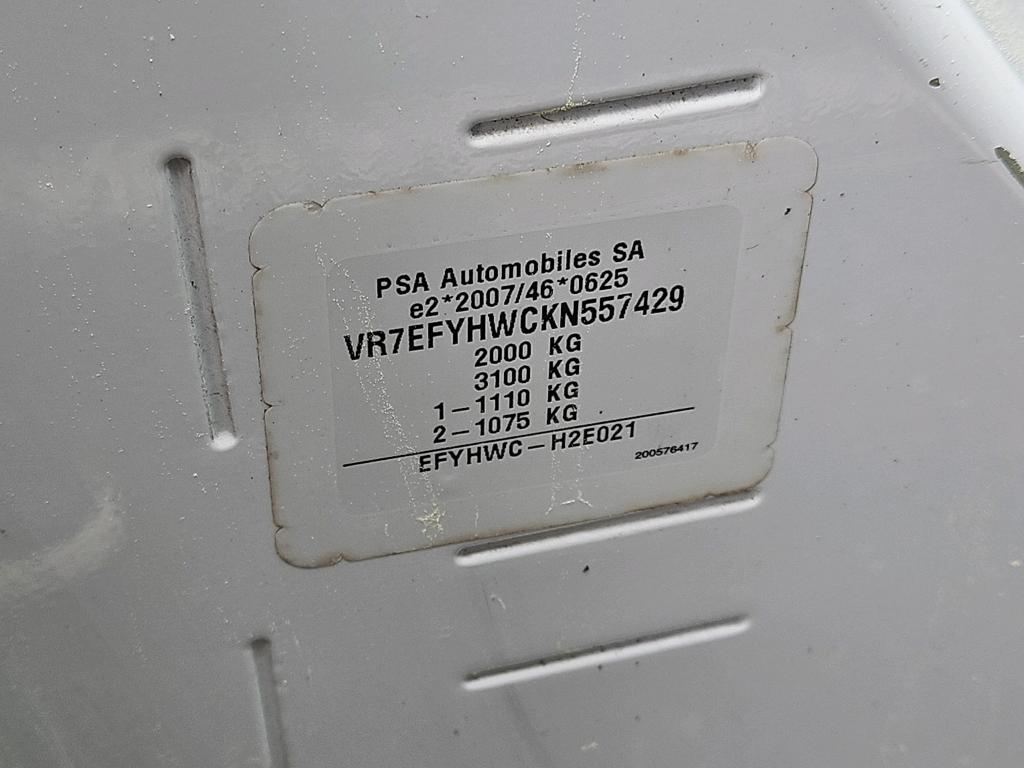 PSA Automobiles SA
e2*2007/46*0625
VR7EFYHWCKN557429
2000 KG
3100 KG
1-1110 KG
2-1075 KG
EFYHWC-H2E021
200576417